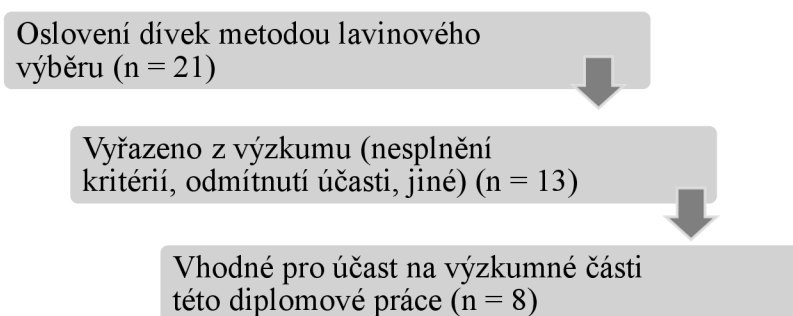 Oslovení dívek metodou lavinového
výběru (n = 21)
Vyřazeno z výzkumu (nesplnění
kritérií, odmítnutí účasti, jiné) (n = 13)
Vhodné pro účast na výzkumné části
této diplomové práce (n = 8)